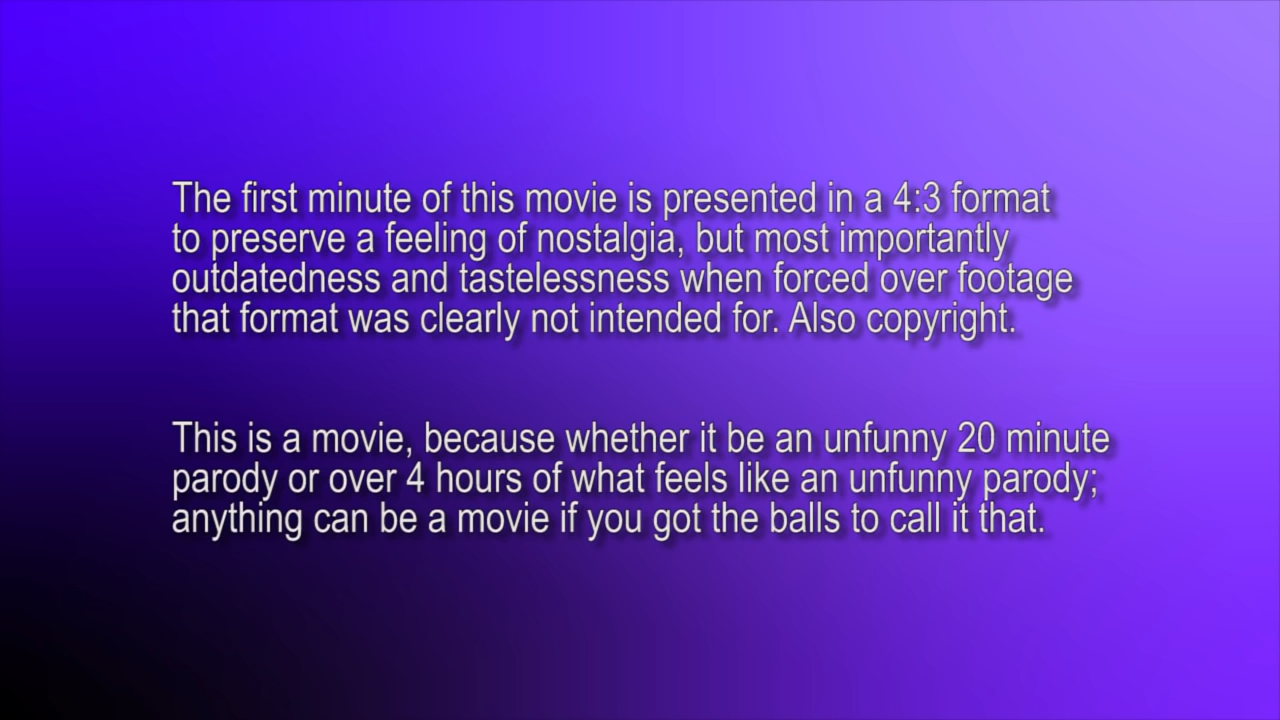 The first minute of this movie is presented in a 4:3 format
to preserve a feeling of nostalgia, but most importantly
outdatedness and tastelessness when forced over footage
that format was clearly not intended for. Also copyright.
This is a movie, because whether it be an unfunny 20 minute
parody or over 4 hours of what feels like an unfunny parody;
anything can be a movie if you got the balls to call it that.